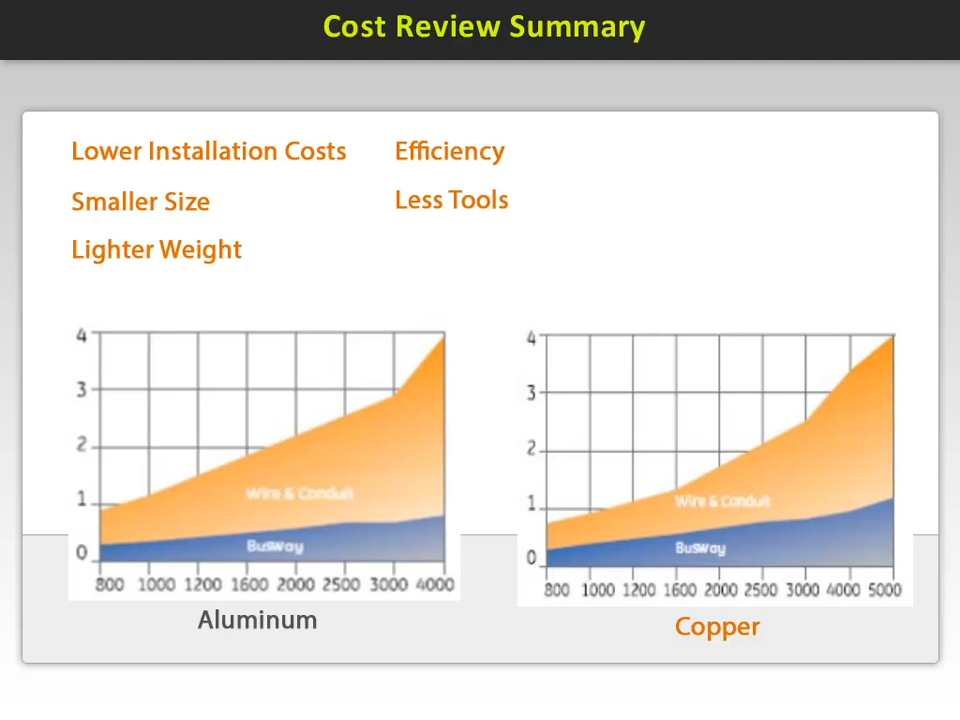 Cost Review Summary
Lower Installation Costs
Smaller Size
Lighter Weight
Efficiency
Less Tools
4
3
2
1
0
Wire & Conduit
Busway
800 1000 1200 1600 2000 2500 3000 4000
Aluminum
4
3
2
1
0
Wire & Conduit
Busway
800 1000 1200 1600 2000 2500 3000 4000 5000
Copper